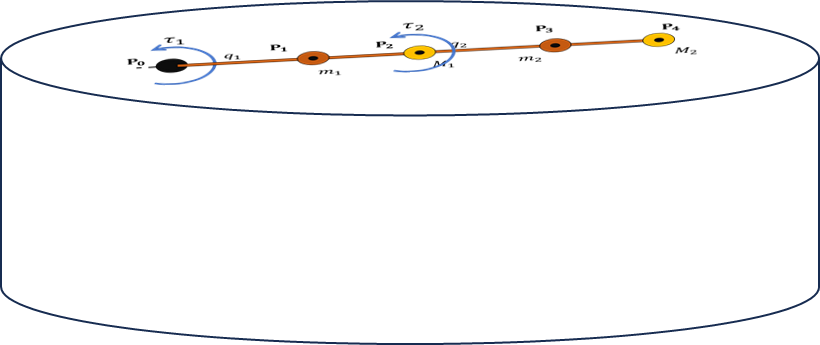 τ₁
P₀
q₁
P₁
m₁
τ₂
P₂
q₂
M₁
P₃
m₂
P₄
M₂